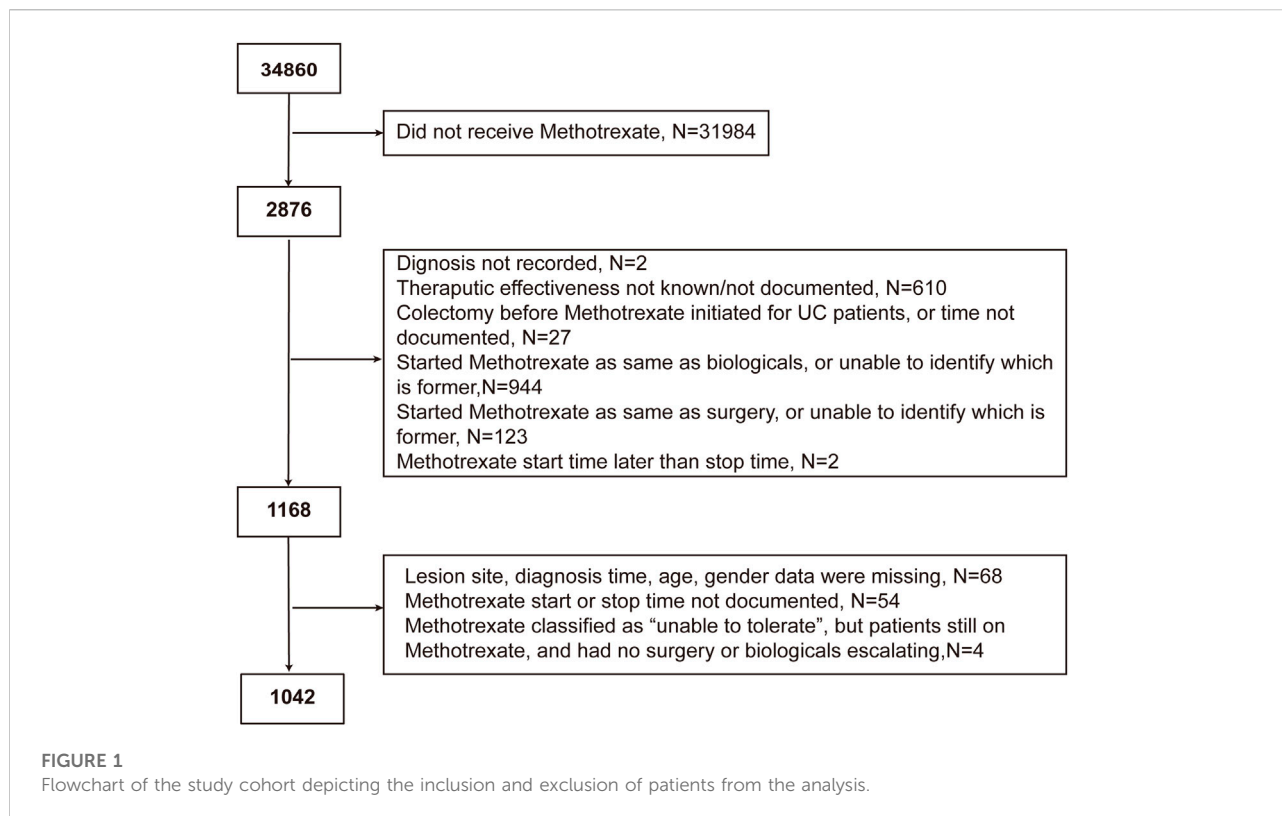 34860
Did not receive Methotrexate, N=31984
2876
Dignosis not recorded, N=2
Theraputic effectiveness not known/not documented, N=610
Colectomy before Methotrexate initiated for UC patients, or time not
documented, N=27
Started Methotrexate as same as biologicals, or unable to identify which
is former,N=944
Started Methotrexate as same as surgery, or unable to identify which is
former, N=123
Methotrexate start time later than stop time, N=2
1168
Lesion site, diagnosis time, age, gender data were missing, N=68
Methotrexate start or stop time not documented, N=54
Methotrexate classified as “unable to tolerate”, but patients still on
Methotrexate, and had no surgery or biologicals escalating,N=4
1042
FIGURE 1
Flowchart of the study cohort depicting the inclusion and exclusion of patients from the analysis.